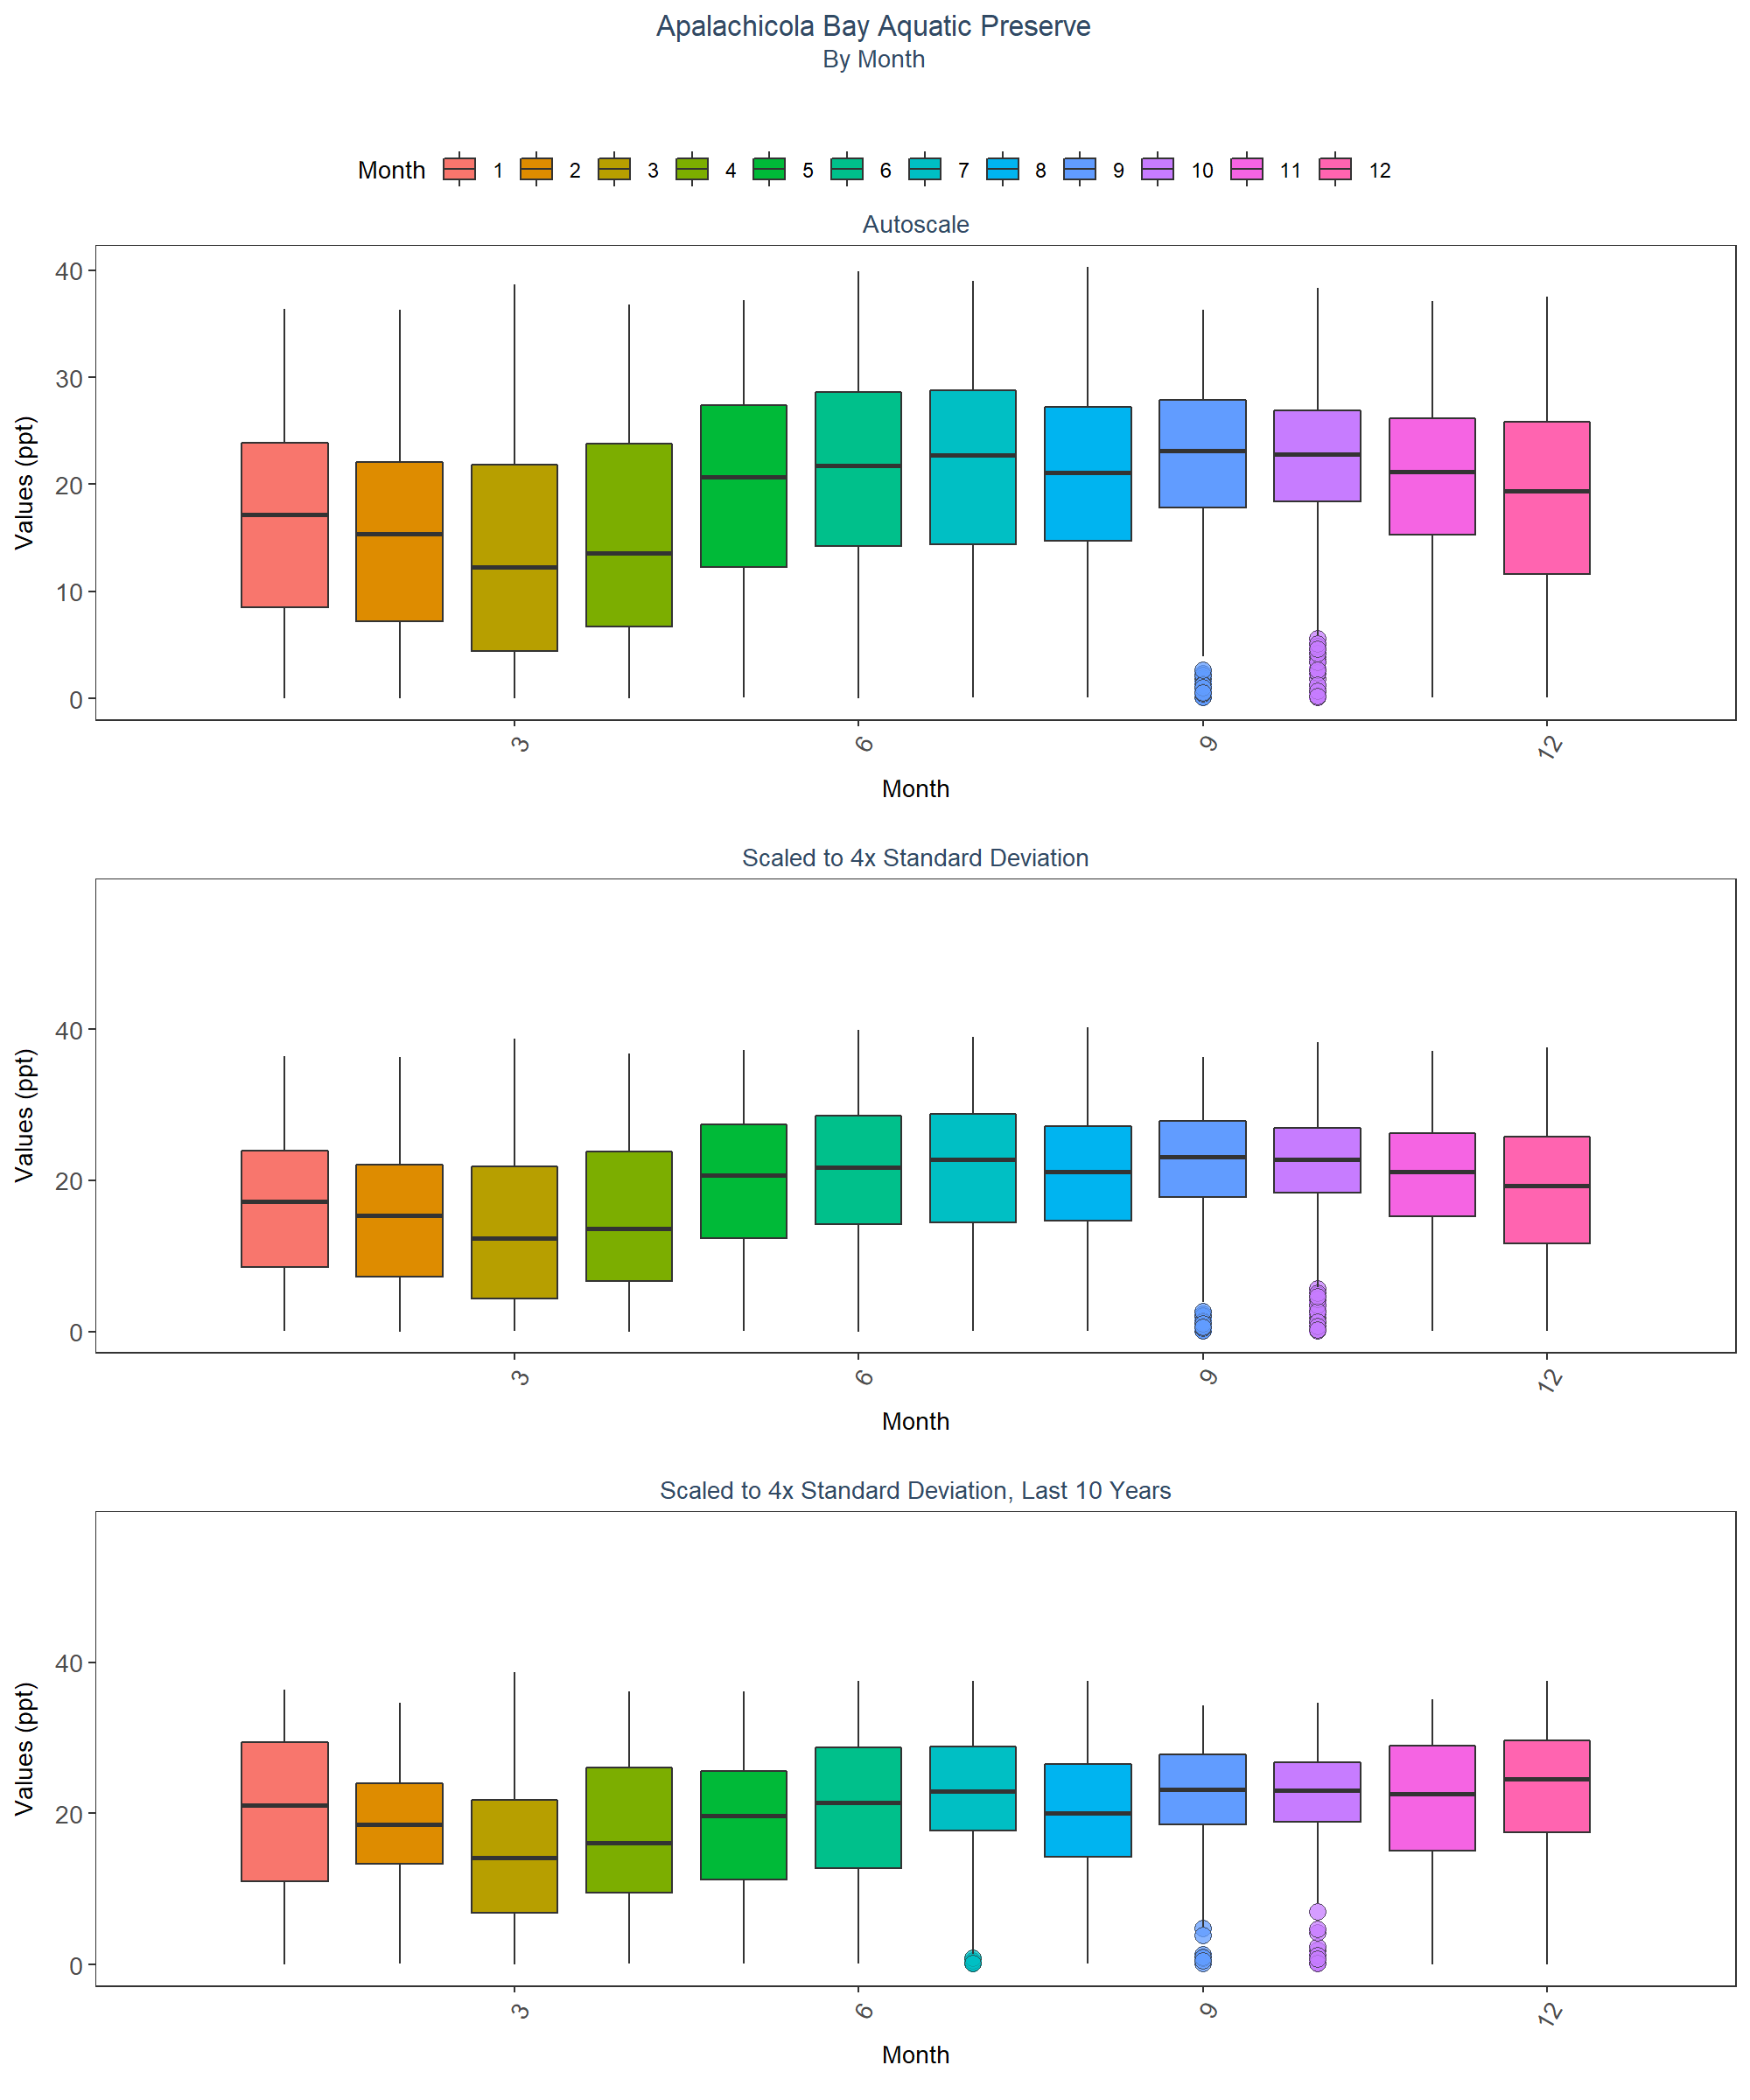 Apalachicola Bay Aquatic Preserve
By Month
Month 1 2 3 4 5 6 7 8 9 10 11 12
Autoscale
Values (ppt)
40
30
20
10
0
3 6 9 12
Month
Scaled to 4x Standard Deviation
Values (ppt)
40
20
0
3 6 9 12
Month
Scaled to 4x Standard Deviation, Last 10 Years
Values (ppt)
40
20
0
3 6 9 12
Month